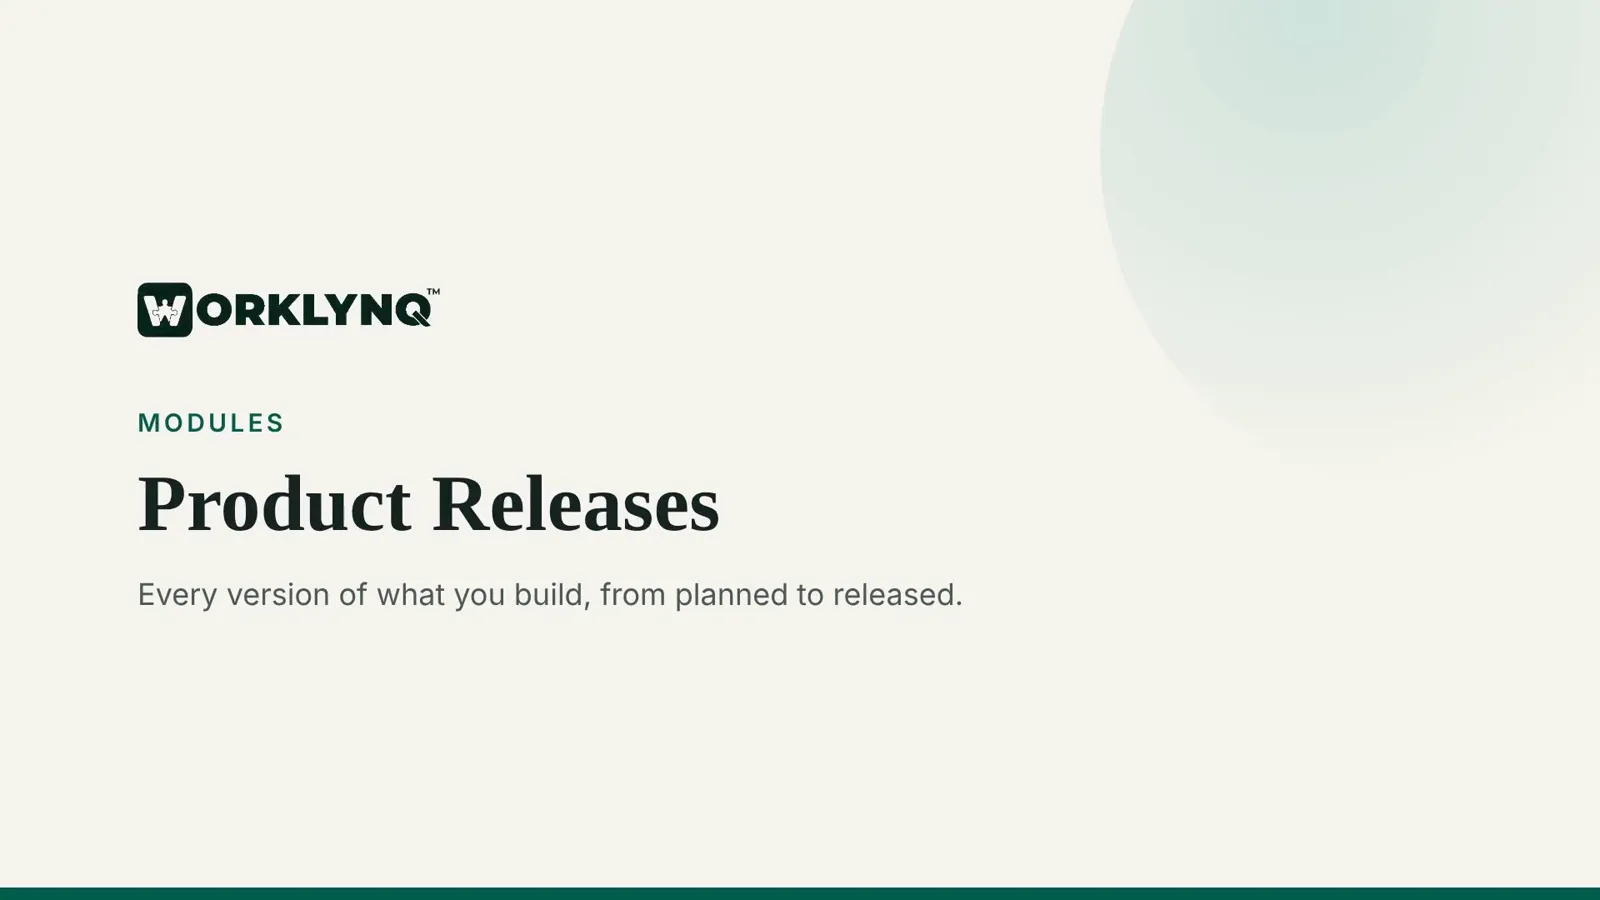 WORKLYNQ™
MODULES
Product Releases
Every version of what you build, from planned to released.